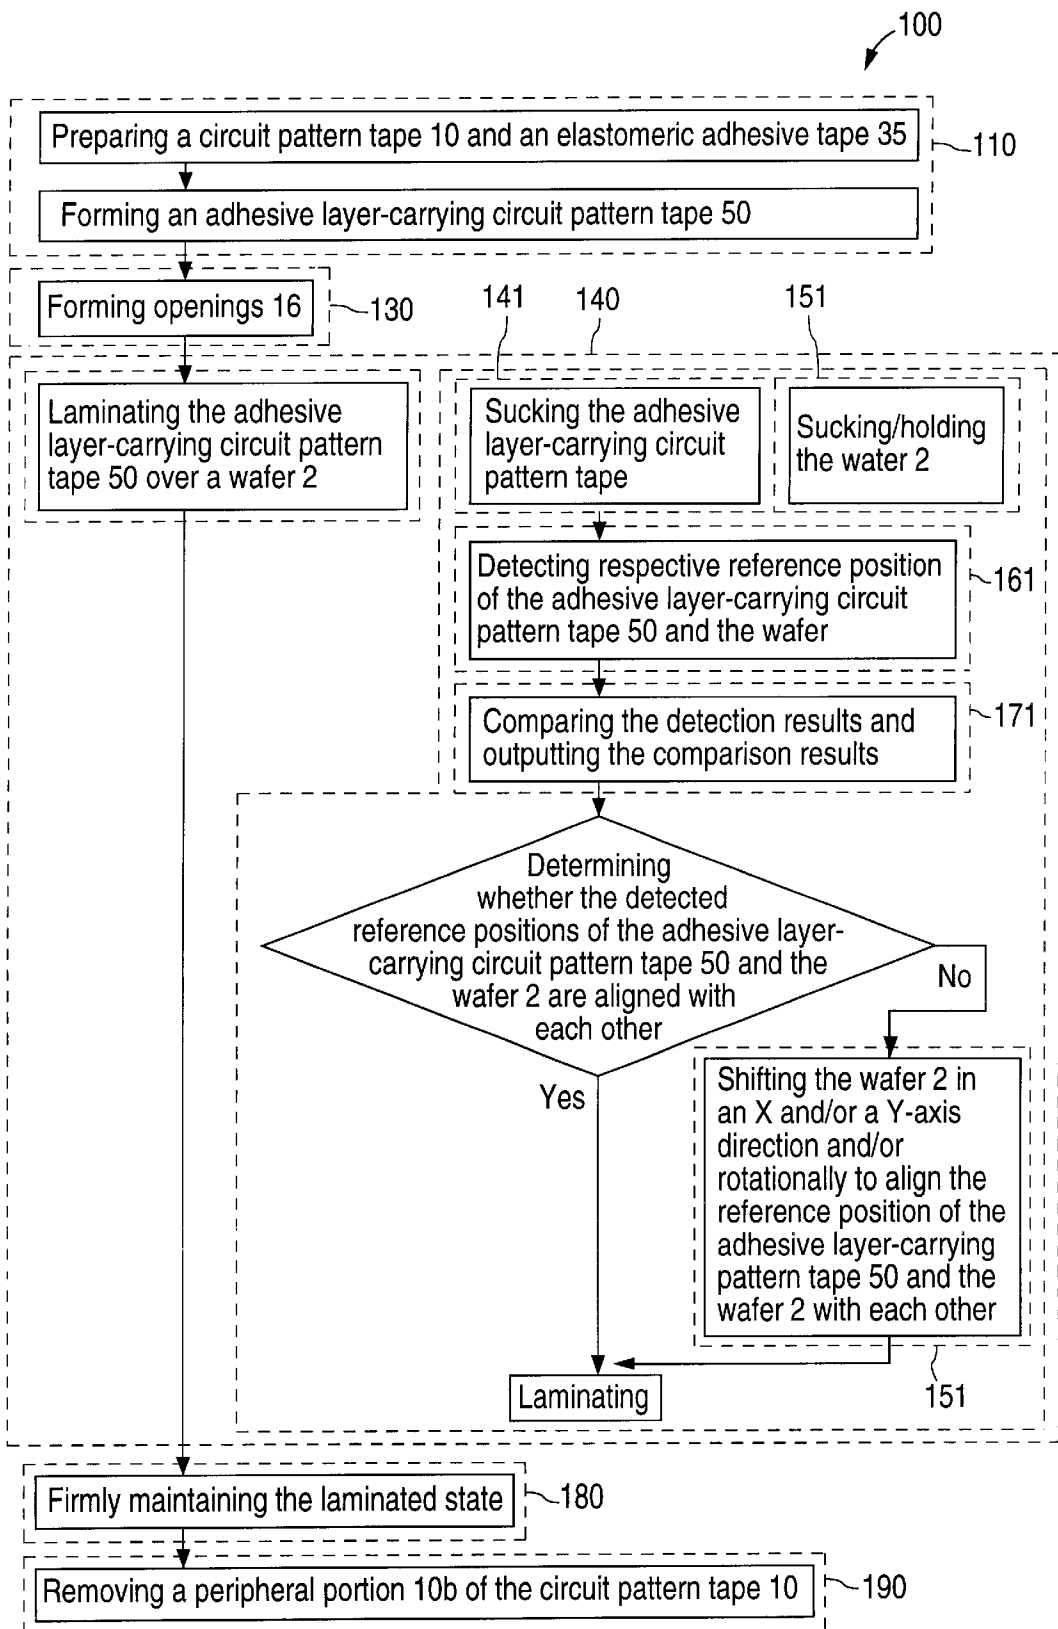 100
Preparing a circuit pattern tape 10 and an elastomeric adhesive tape 35
110
Forming an adhesive layer-carrying circuit pattern tape 50
Forming openings 16
130
141
140
151
Laminating the adhesive
layer-carrying circuit pattern
tape 50 over a wafer 2
Sucking the adhesive
layer-carrying circuit
pattern tape
Sucking/holding
the water 2
Detecting respective reference position
of the adhesive layer-carrying circuit
pattern tape 50 and the wafer
161
Comparing the detection results and
outputting the comparison results
171
Determining
whether the detected
reference positions of the adhesive layer-
carrying circuit pattern tape 50 and the
wafer 2 are aligned with
each other
No
Yes
Shifting the wafer 2 in
an X and/or a Y-axis
direction and/or
rotationally to align the
reference position of the
adhesive layer-carrying
pattern tape 50 and the
wafer 2 with each other
151
Laminating
Firmly maintaining the laminated state
180
Removing a peripheral portion 10b of the circuit pattern tape 10
190